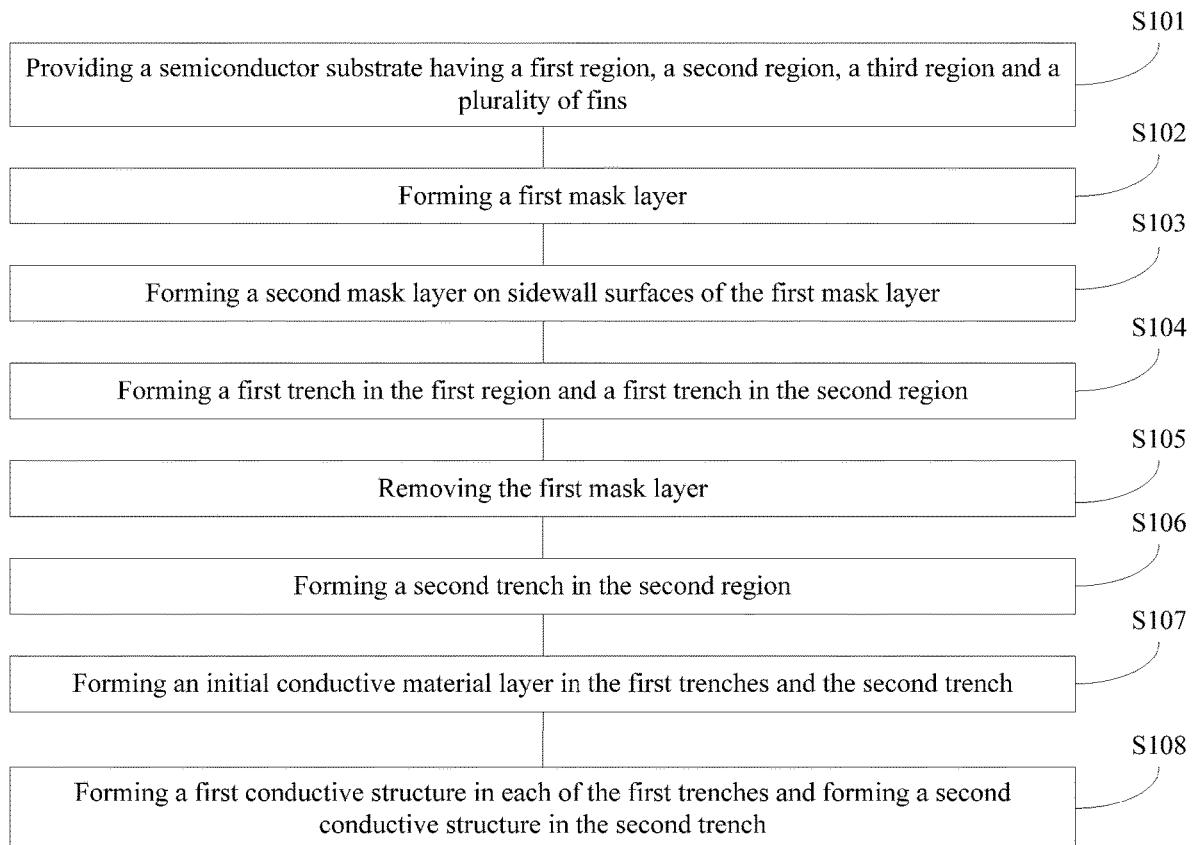 S101
Providing a semiconductor substrate having a first region, a second region, a third region and a
plurality of fins
S102
Forming a first mask layer
S103
Forming a second mask layer on sidewall surfaces of the first mask layer
S104
Forming a first trench in the first region and a first trench in the second region
S105
Removing the first mask layer
S106
Forming a second trench in the second region
S107
Forming an initial conductive material layer in the first trenches and the second trench
S108
Forming a first conductive structure in each of the first trenches and forming a second
conductive structure in the second trench